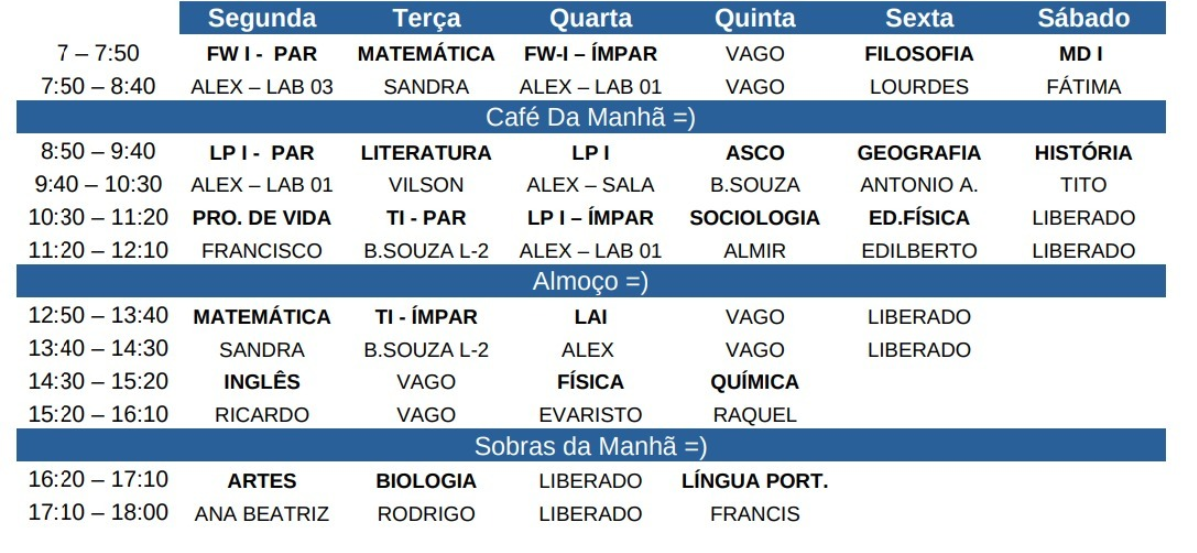 Segunda Terça Quarta Quinta Sexta Sábado
7 – 7:50 FW I - PAR MATEMÁTICA FW-I – ÍMPAR VAGO FILOSOFIA MD I
7:50 – 8:40 ALEX – LAB 03 SANDRA ALEX – LAB 01 VAGO LOURDES FÁTIMA
Café Da Manhã =)
8:50 – 9:40 LP I - PAR LITERATURA LP I ASCO GEOGRAFIA HISTÓRIA
9:40 – 10:30 ALEX – LAB 01 VILSON ALEX – SALA B.SOUZA ANTONIO A. TITO
10:30 – 11:20 PRO. DE VIDA TI - PAR LP I – ÍMPAR SOCIOLOGIA ED.FÍSICA LIBERADO
11:20 – 12:10 FRANCISCO B.SOUZA L-2 ALEX – LAB 01 ALMIR EDILBERTO LIBERADO
Almoço =)
12:50 – 13:40 MATEMÁTICA TI - ÍMPAR LAI VAGO LIBERADO
13:40 – 14:30 SANDRA B.SOUZA L-2 ALEX VAGO LIBERADO
14:30 – 15:20 INGLÊS VAGO FÍSICA QUÍMICA
15:20 – 16:10 RICARDO VAGO EVARISTO RAQUEL
Sobras da Manhã =)
16:20 – 17:10 ARTES BIOLOGIA LIBERADO LÍNGUA PORT.
17:10 – 18:00 ANA BEATRIZ RODRIGO LIBERADO FRANCIS